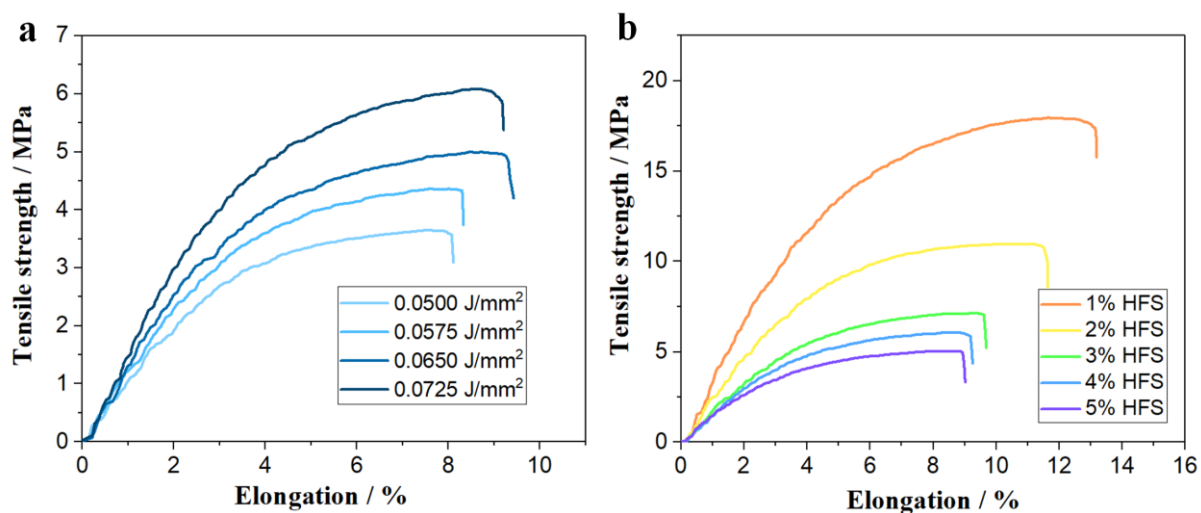 a
Tensile strength / MPa
7
6
5
4
3
2
1
0
0 2 4 6 8 10
Elongation / %
0.0500 J/mm²
0.0575 J/mm²
0.0650 J/mm²
0.0725 J/mm²
b
Tensile strength / MPa
20
15
10
5
0
0 2 4 6 8 10 12 14 16
Elongation / %
1% HFS
2% HFS
3% HFS
4% HFS
5% HFS